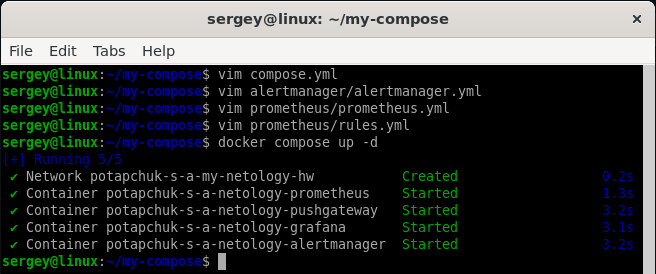 sergey@linux: ~/my-compose ×
File Edit Tabs Help
sergey@linux:~/my-compose$ vim compose.yml
sergey@linux:~/my-compose$ vim alertmanager/alertmanager.yml
sergey@linux:~/my-compose$ vim prometheus/prometheus.yml
sergey@linux:~/my-compose$ vim prometheus/rules.yml
sergey@linux:~/my-compose$ docker compose up -d
[+] Running 5/5
✔ Network potapchuk-s-a-my-netology-hw Created 0.2s
✔ Container potapchuk-s-a-netology-prometheus Started 1.3s
✔ Container potapchuk-s-a-netology-pushgateway Started 3.2s
✔ Container potapchuk-s-a-netology-grafana Started 3.1s
✔ Container potapchuk-s-a-netology-alertmanager Started 3.2s
sergey@linux:~/my-compose$